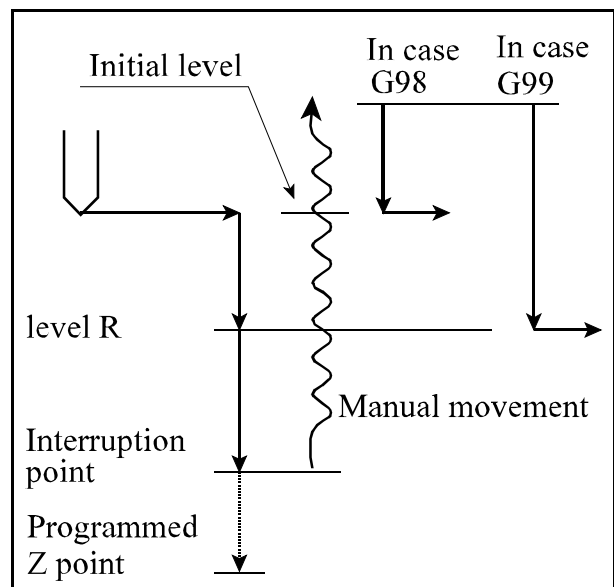 Initial level
In case
G98
In case
G99
level R
Manual movement
Interruption
point
Programmed
Z point